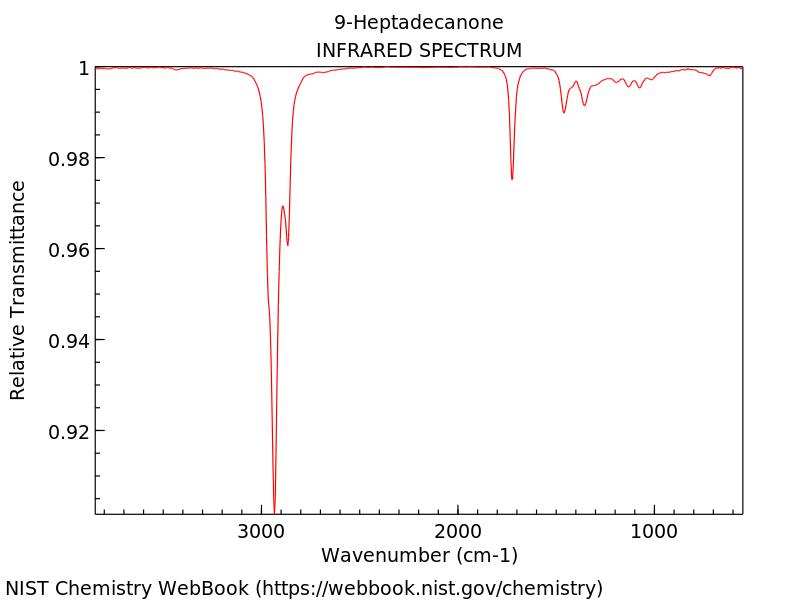 9-Heptadecanone
INFRARED SPECTRUM
1
0.98
0.96
0.94
0.92
Relative Transmittance
3000 2000 1000
Wavenumber (cm-1)
NIST Chemistry WebBook (https://webbook.nist.gov/chemistry)